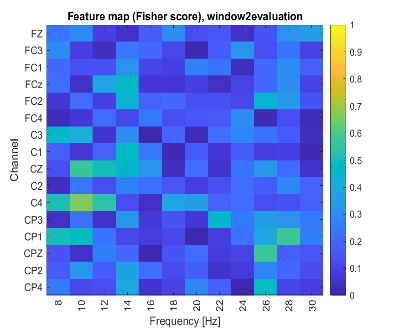 Feature map (Fisher score), window2evaluation
Channel
FZ
FC3
FC1
FCz
FC2
FC4
C3
C1
CZ
C2
C4
CP3
CP1
CPZ
CP2
CP4
8 10 12 14 16 18 20 22 24 26 28 30
Frequency [Hz]
1
0.9
0.8
0.7
0.6
0.5
0.4
0.3
0.2
0.1
0